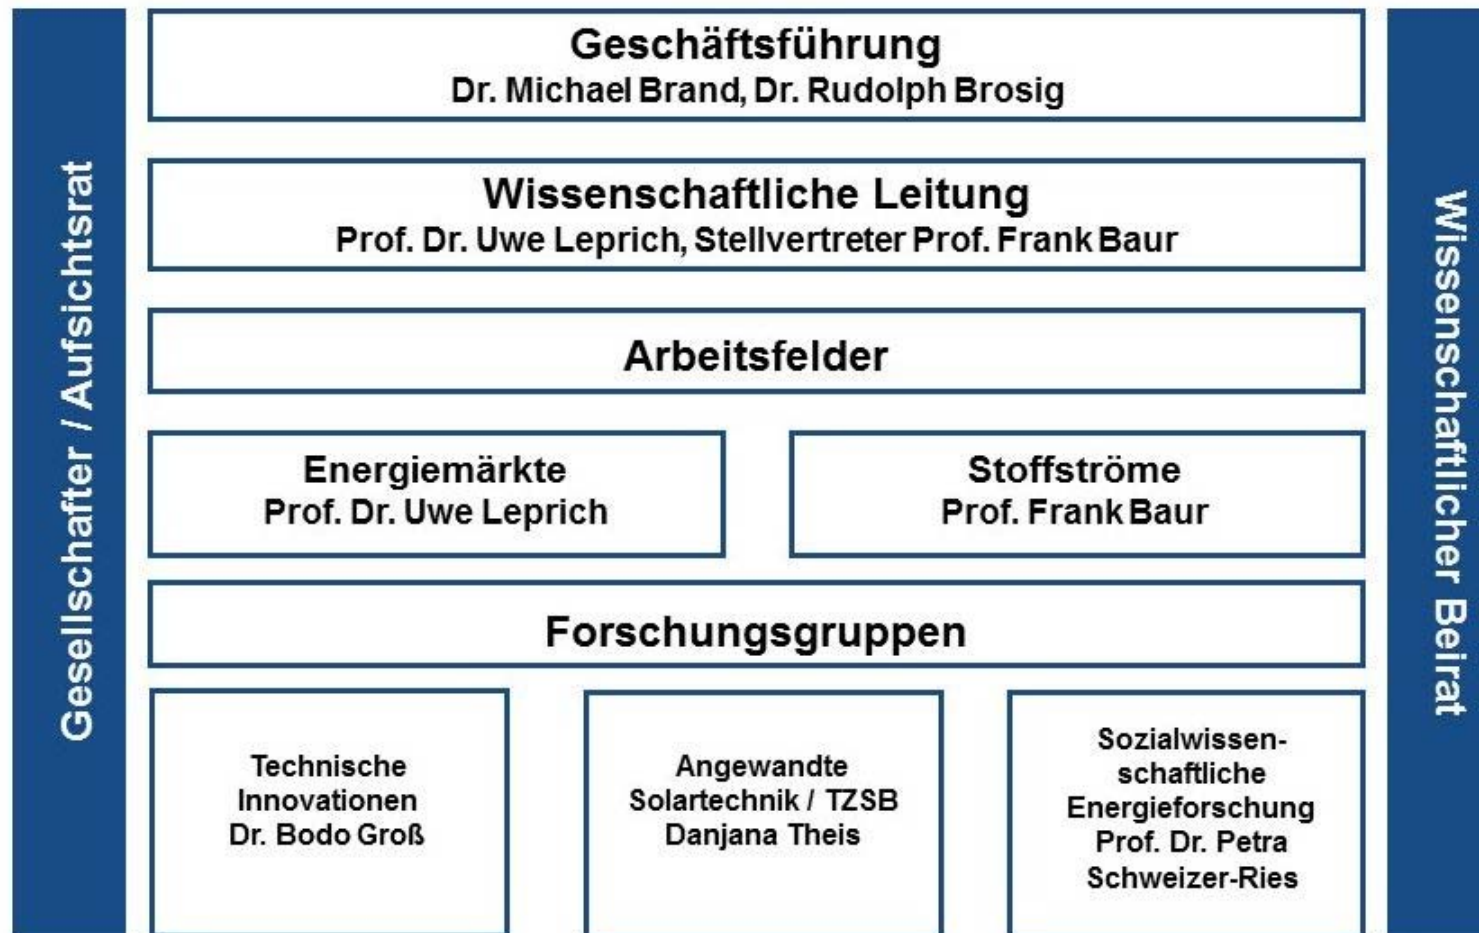 Gesellschafter / Aufsichtsrat
Geschäftsführung
Dr. Michael Brand, Dr. Rudolph Brosig
Wissenschaftliche Leitung
Prof. Dr. Uwe Leprich, Stellvertreter Prof. Frank Baur
Arbeitsfelder
Energiemärkte
Prof. Dr. Uwe Leprich
Stoffströme
Prof. Frank Baur
Forschungsgruppen
Technische
Innovationen
Dr. Bodo Groß
Angewandte
Solartechnik / TZSB
Danjana Theis
Sozialwissen-
schaftliche
Energieforschung
Prof. Dr. Petra
Schweizer-Ries
Wissenschaftlicher Beirat